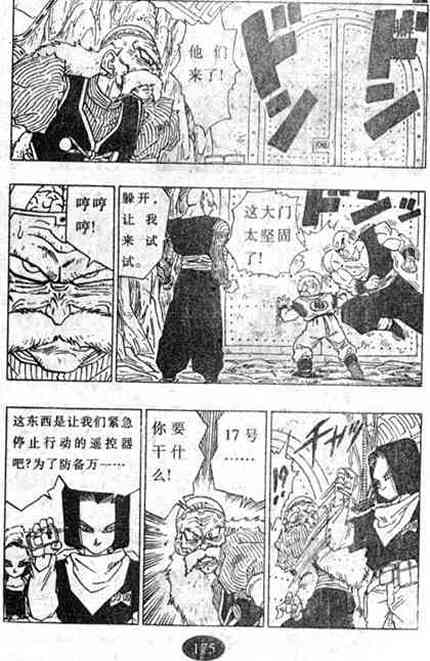 ドンドン
他们
来了!
ドン
这大门
太坚固
了!
躲开,
让我
来试
试。
哼哼
哼!
!?
17号
……
你要
干什
么!
这东西是让我们紧急
停止行动的遥控器
吧?为了防备万一……
175